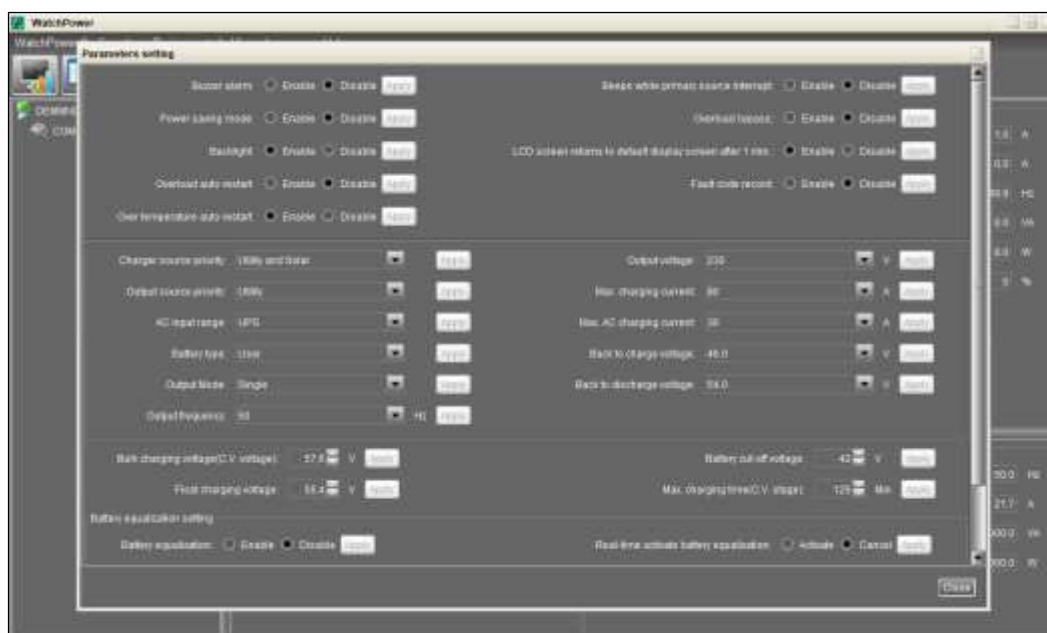 WatchPower
Parameters setting
Buzzer alarm: Enable Disable Apply
Beeps while primary source interrupt: Enable Disable Apply
Power saving mode: Enable Disable Apply
Overload bypass: Enable Disable Apply
Backlight: Enable Disable Apply
LCD screen returns to default display screen after 1 min.: Enable Disable Apply
Overload auto restart: Enable Disable Apply
Fault code record: Enable Disable Apply
Over temperature auto restart: Enable Disable Apply
Charger source priority: Utility and Solar Apply
Output voltage: 230 V Apply
Output source priority: Utility Apply
Max. charging current: A Apply
AC input range: UPS Apply
Max. AC charging current: 30 A Apply
Battery type: User Apply
Back to charge voltage: 46.0 V Apply
Output Mode: Single Apply
Back to discharge voltage: 54.0 V Apply
Output frequency: 50 Hz Apply
Bulk charging voltage(C.V. voltage): V Apply
Battery cut-off voltage: V Apply
Float charging voltage: V Apply
Max. charging time(C.V. stage): Min Apply
Battery equalization setting
Battery equalization: Enable Disable Apply
Real-time activate battery equalization: Activate Cancel Apply
Close